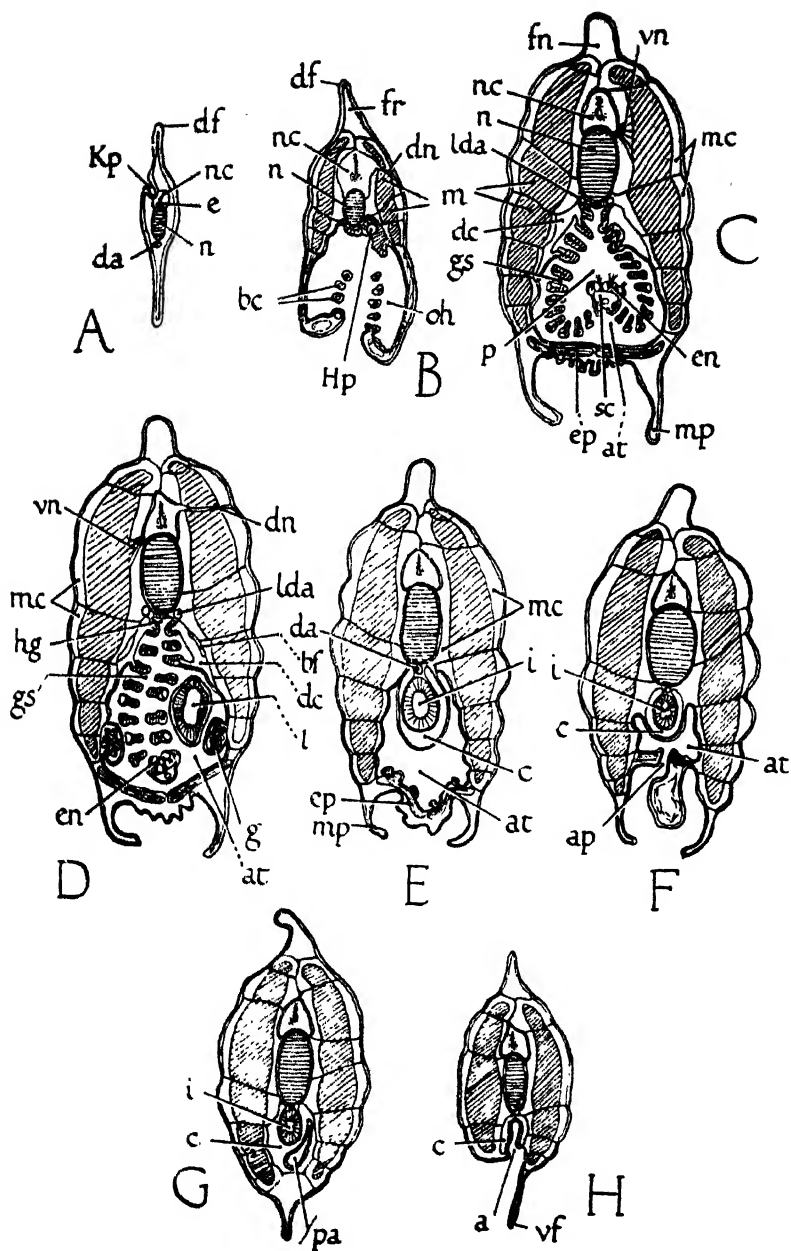 df
Kp
nc
e
n
da
A
df
fr
nc
dn
n
m
bc
oh
Hp
B
fn
vn
nc
n
lda
mc
m
dc
gs
C
p
en
sc
ep
at
mp
vn
dn
mc
lda
hg
bf
gs
dc
l
en
g
at
D
mc
da
i
c
ep
mp
at
E
i
c
at
ap
F
i
c
G
pa
c
H
a
vf